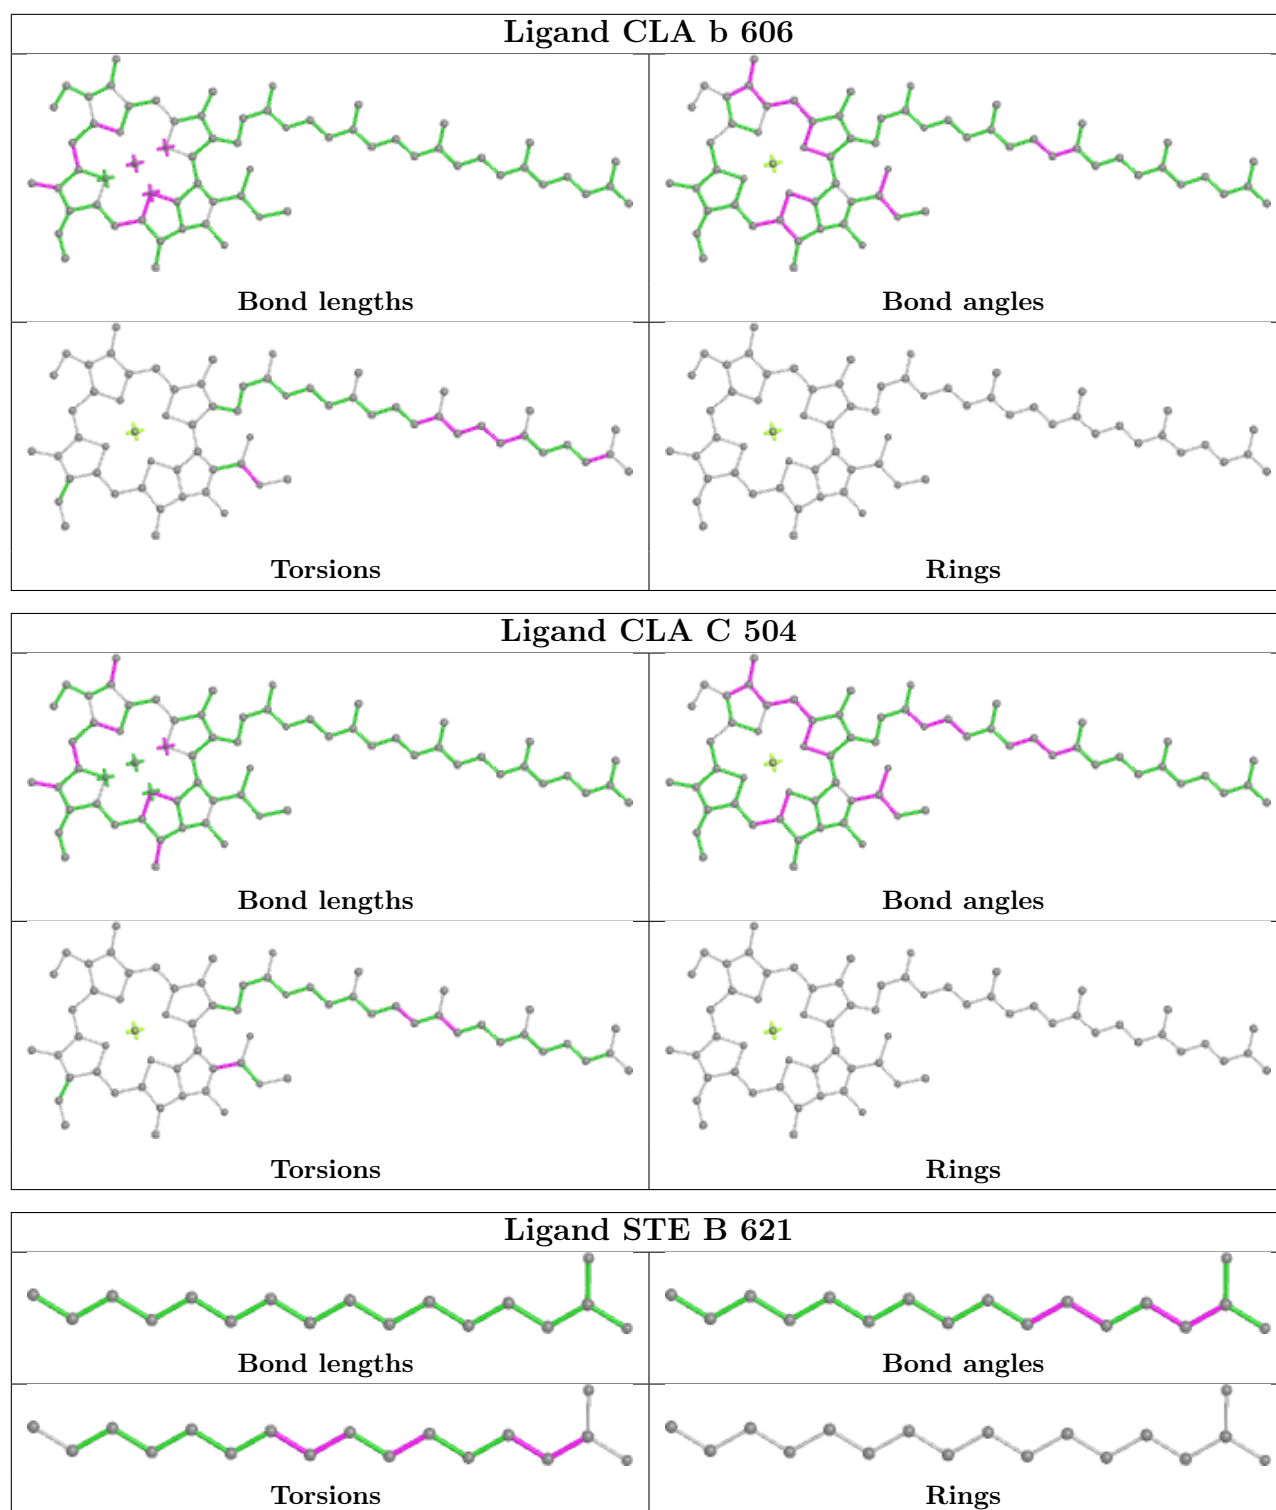 Ligand CLA b 606
Bond lengths
Bond angles
Torsions
Rings
Ligand CLA C 504
Bond lengths
Bond angles
Torsions
Rings
Ligand STE B 621
Bond lengths
Bond angles
Torsions
Rings